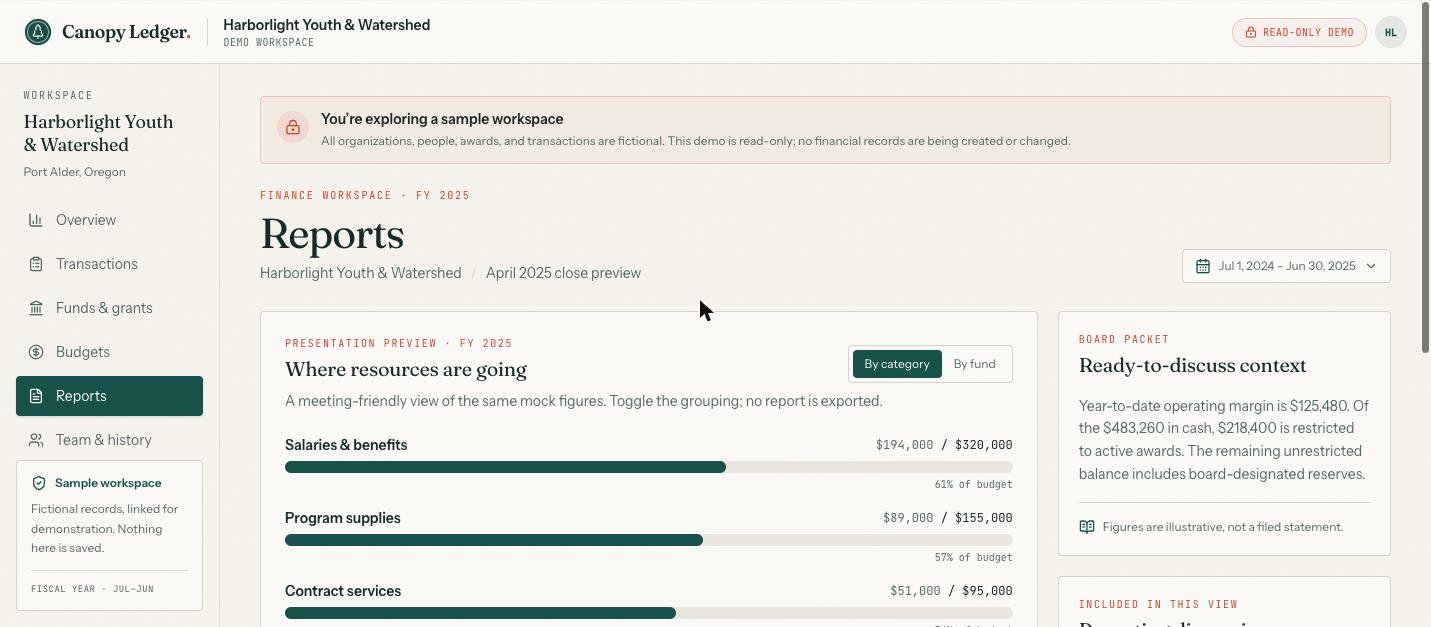 Canopy Ledger.
Harborlight Youth & Watershed
DEMO WORKSPACE
READ-ONLY DEMO
HL
WORKSPACE
Harborlight Youth
& Watershed
Port Alder, Oregon
Overview
Transactions
Funds & grants
Budgets
Reports
Team & history
Sample workspace
Fictional records, linked for
demonstration. Nothing
here is saved.
FISCAL YEAR · JUL–JUN
You're exploring a sample workspace
All organizations, people, awards, and transactions are fictional. This demo is read-only; no financial records are being created or changed.
FINANCE WORKSPACE · FY 2025
Reports
Harborlight Youth & Watershed / April 2025 close preview
Jul 1, 2024 – Jun 30, 2025
PRESENTATION PREVIEW · FY 2025
Where resources are going
By category
By fund
A meeting-friendly view of the same mock figures. Toggle the grouping; no report is exported.
Salaries & benefits
$194,000 / $320,000
61% of budget
Program supplies
$89,000 / $155,000
57% of budget
Contract services
$51,000 / $95,000
BOARD PACKET
Ready-to-discuss context
Year-to-date operating margin is $125,480. Of
the $483,260 in cash, $218,400 is restricted
to active awards. The remaining unrestricted
balance includes board-designated reserves.
Figures are illustrative, not a filed statement.
INCLUDED IN THIS VIEW